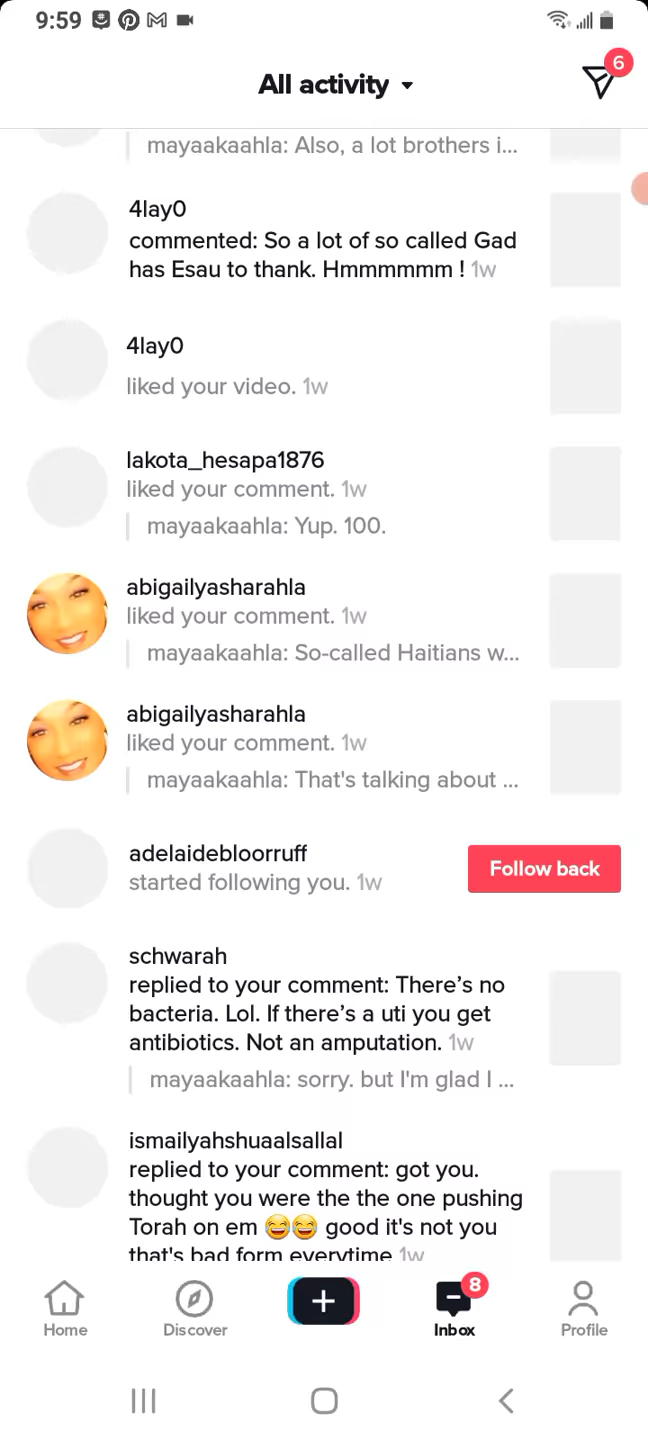 9:59
All activity
6
mayaakaahla: Also, a lot brothers i...
4lay0
commented: So a lot of so called Gad
has Esau to thank. Hmmmmmm ! 1w
4lay0
liked your video. 1w
lakota_hesapa1876
liked your comment. 1w
mayaakaahla: Yup. 100.
abigailyasharahla
liked your comment. 1w
mayaakaahla: So-called Haitians w...
abigailyasharahla
liked your comment. 1w
mayaakaahla: That's talking about ...
adelaidebloorruff
started following you. 1w
Follow back
schwarah
replied to your comment: There’s no
bacteria. Lol. If there’s a uti you get
antibiotics. Not an amputation. 1w
mayaakaahla: sorry. but I'm glad I ...
ismailyahshuaalsallal
replied to your comment: got you.
thought you were the the one pushing
Torah on em 😂😂 good it's not you
that's bad form everytime 1w
8
Home
Discover
Inbox
Profile